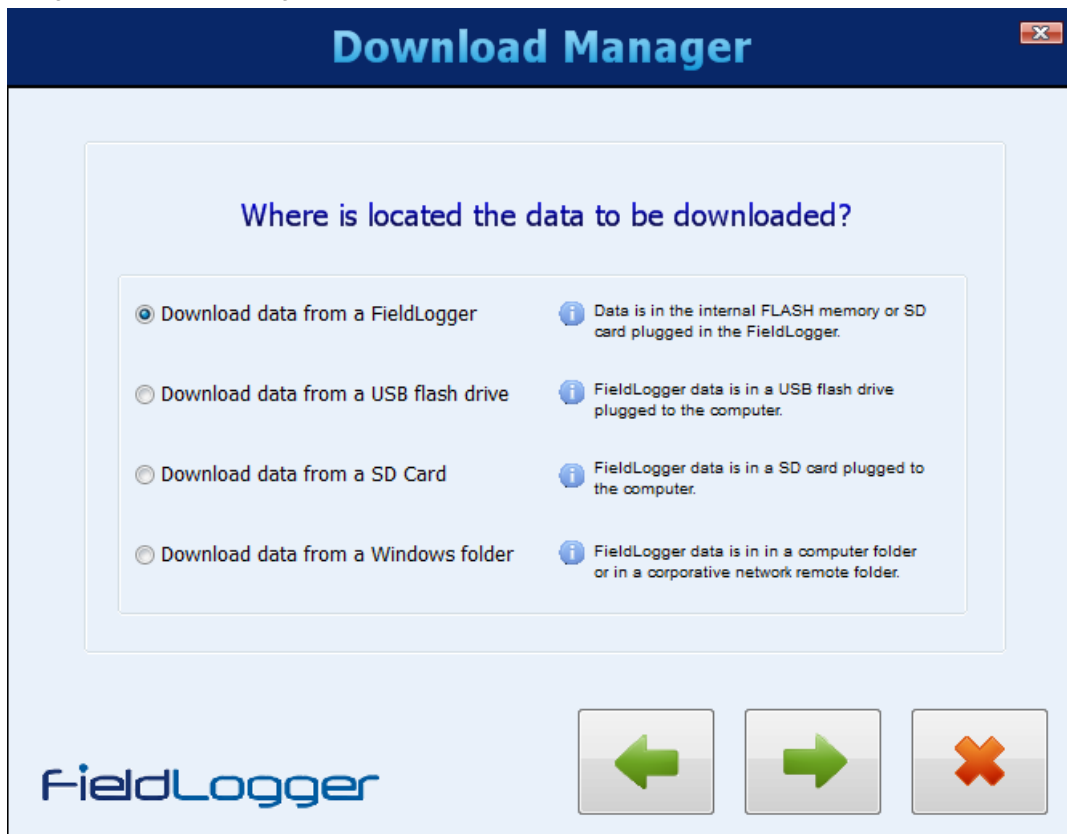 Download Manager
Where is located the data to be downloaded?
Download data from a FieldLogger
Data is in the internal FLASH memory or SD
card plugged in the FieldLogger.
Download data from a USB flash drive
FieldLogger data is in a USB flash drive
plugged to the computer.
Download data from a SD Card
FieldLogger data is in a SD card plugged to
the computer.
Download data from a Windows folder
FieldLogger data is in in a computer folder
or in a corporative network remote folder.
FieldLogger